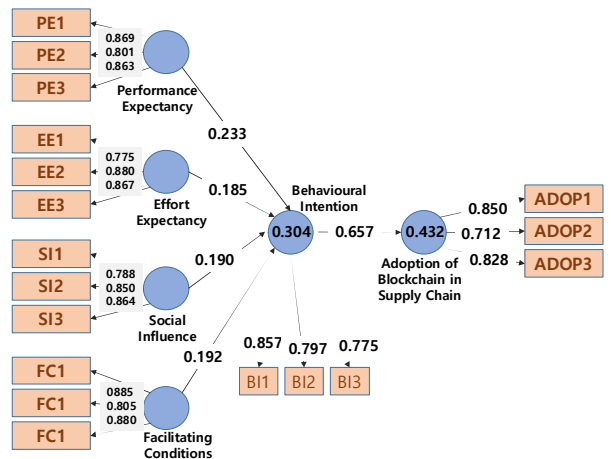 PE1
PE2
PE3
0.869
0.801
0.863
Performance
Expectancy
0.233
EE1
EE2
EE3
0.775
0.880
0.867
Effort
Expectancy
0.185
Behavioural
Intention
0.304
0.657
0.432
Adoption of
Blockchain in
Supply Chain
0.850
0.712
0.828
ADOP1
ADOP2
ADOP3
SI1
SI2
SI3
0.788
0.850
0.864
Social
Influence
0.190
0.192
0.857
0.797
0.775
BI1
BI2
BI3
FC1
FC1
FC1
0885
0.805
0.880
Facilitating
Conditions